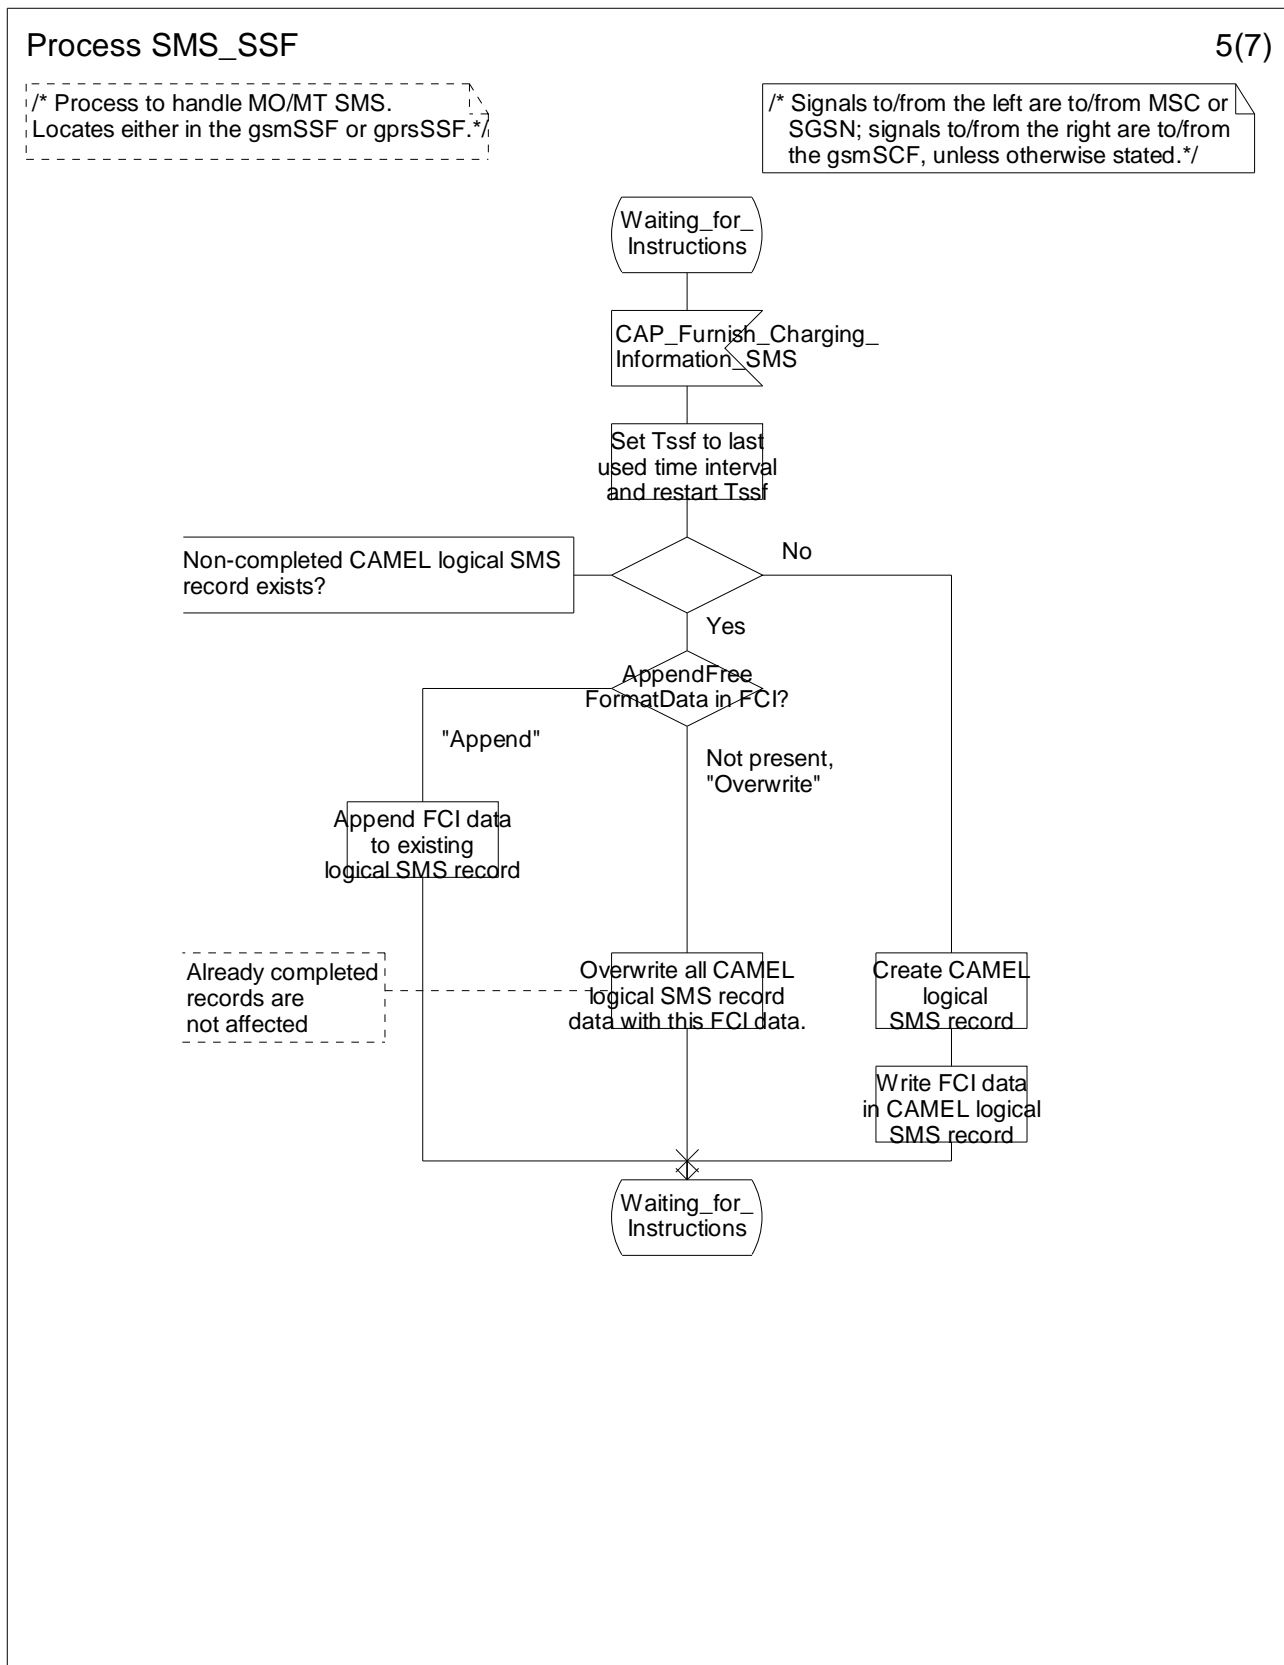 Process SMS_SSF
5(7)
/* Process to handle MO/MT SMS.
Locates either in the gsmSSF or gprsSSF.*/
/* Signals to/from the left are to/from MSC or
SGSN; signals to/from the right are to/from
the gsmSCF, unless otherwise stated.*/
Waiting_for_
Instructions
CAP_Furnish_Charging_
Information_SMS
Set Tssf to last
used time interval
and restart Tssf
Non-completed CAMEL logical SMS
record exists?
No
Yes
AppendFree
FormatData in FCI?
"Append"
Not present,
"Overwrite"
Append FCI data
to existing
logical SMS record
Already completed
records are
not affected
Overwrite all CAMEL
logical SMS record
data with this FCI data.
Create CAMEL
logical
SMS record
Write FCI data
in CAMEL logical
SMS record
Waiting_for_
Instructions